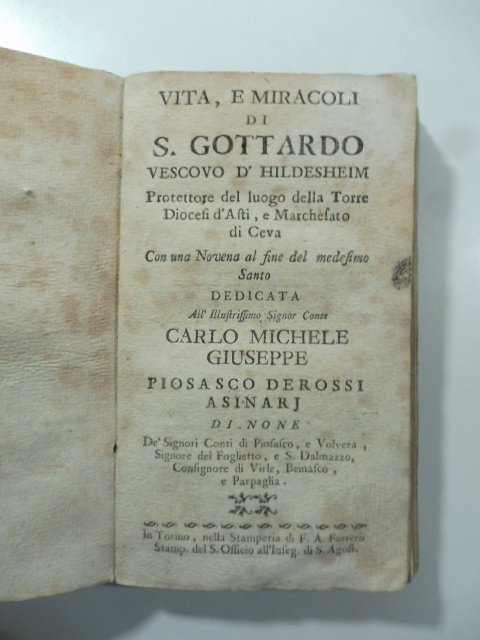 VITA, E MIRACOLI
DI
S. GOTTARDO
VESCOVO D' HILDESHEIM
Protettore del luogo della Torre
Diocesi d'Asti, e Marchesato
di Ceva
Con una Novena al fine del medesimo
Santo
DEDICATA
All' Illustrissimo Signor Conte
CARLO MICHELE
GIUSEPPE
PIOSASCO DEROSSI
ASINARJ
DI NONE
De' Signori Conti di Piosasco, e Volvera,
Signore del Foglietto, e S. Dalmazzo,
Consignore di Virle, Beinasco,
e Parpaglia.
In Torino, nella Stamperia di F. A. Ferrero
Stamp. del S. Officio all'Inseg. di S. Agost.